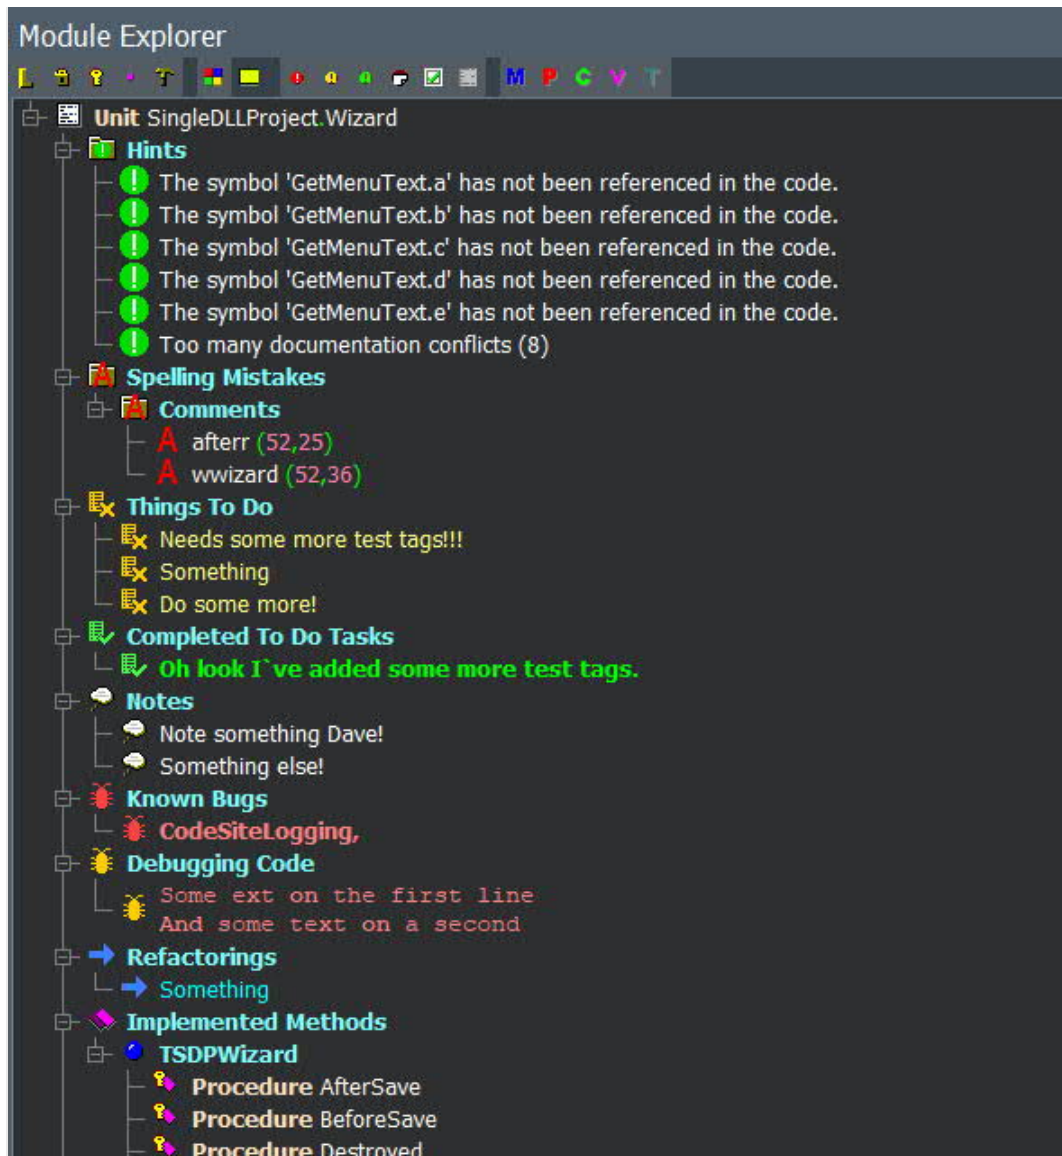 Module Explorer
L M P C V T
Unit SingleDLLProject.Wizard
Hints
The symbol 'GetMenuText.a' has not been referenced in the code.
The symbol 'GetMenuText.b' has not been referenced in the code.
The symbol 'GetMenuText.c' has not been referenced in the code.
The symbol 'GetMenuText.d' has not been referenced in the code.
The symbol 'GetMenuText.e' has not been referenced in the code.
Too many documentation conflicts (8)
Spelling Mistakes
Comments
afterr (52,25)
wwizard (52,36)
Things To Do
Needs some more test tags!!!
Something
Do some more!
Completed To Do Tasks
Oh look I`ve added some more test tags.
Notes
Note something Dave!
Something else!
Known Bugs
CodeSiteLogging,
Debugging Code
Some ext on the first line
And some text on a second
Refactorings
Something
Implemented Methods
TSDPWizard
Procedure AfterSave
Procedure BeforeSave
Procedure Destroyed